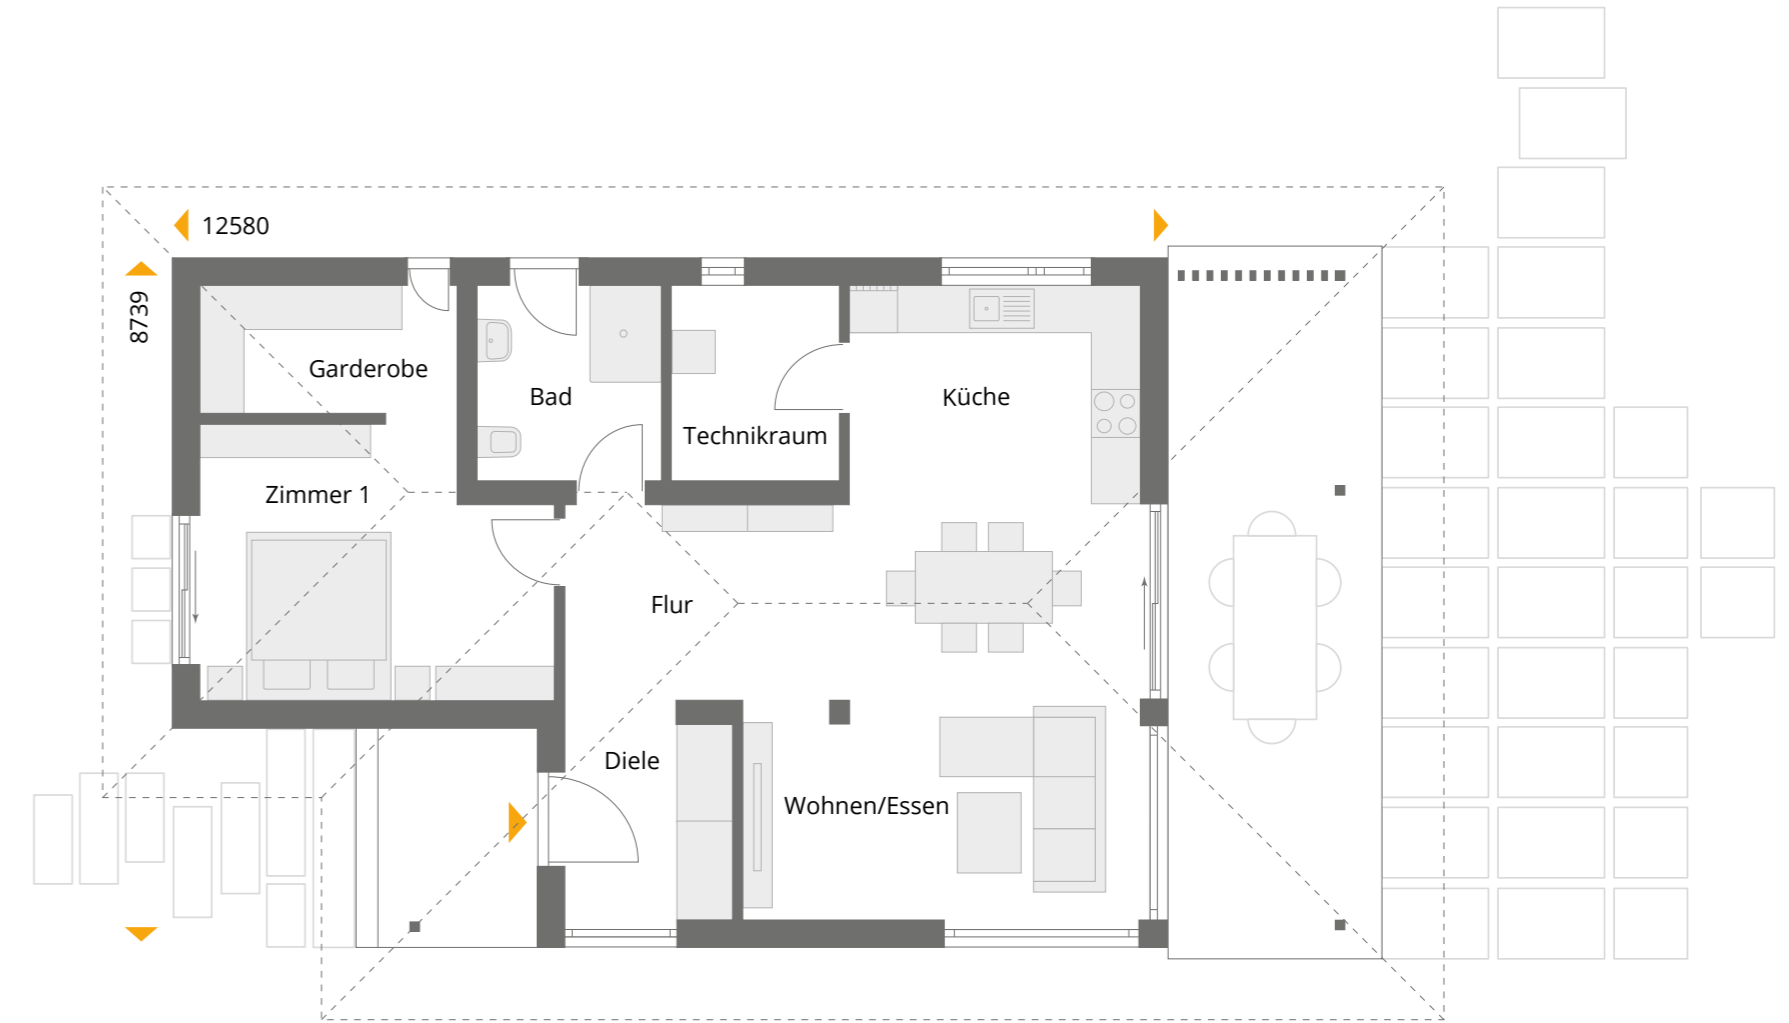 12580
8739
Garderobe
Bad
Küche
Technikraum
Zimmer 1
Flur
Diele
Wohnen/Essen